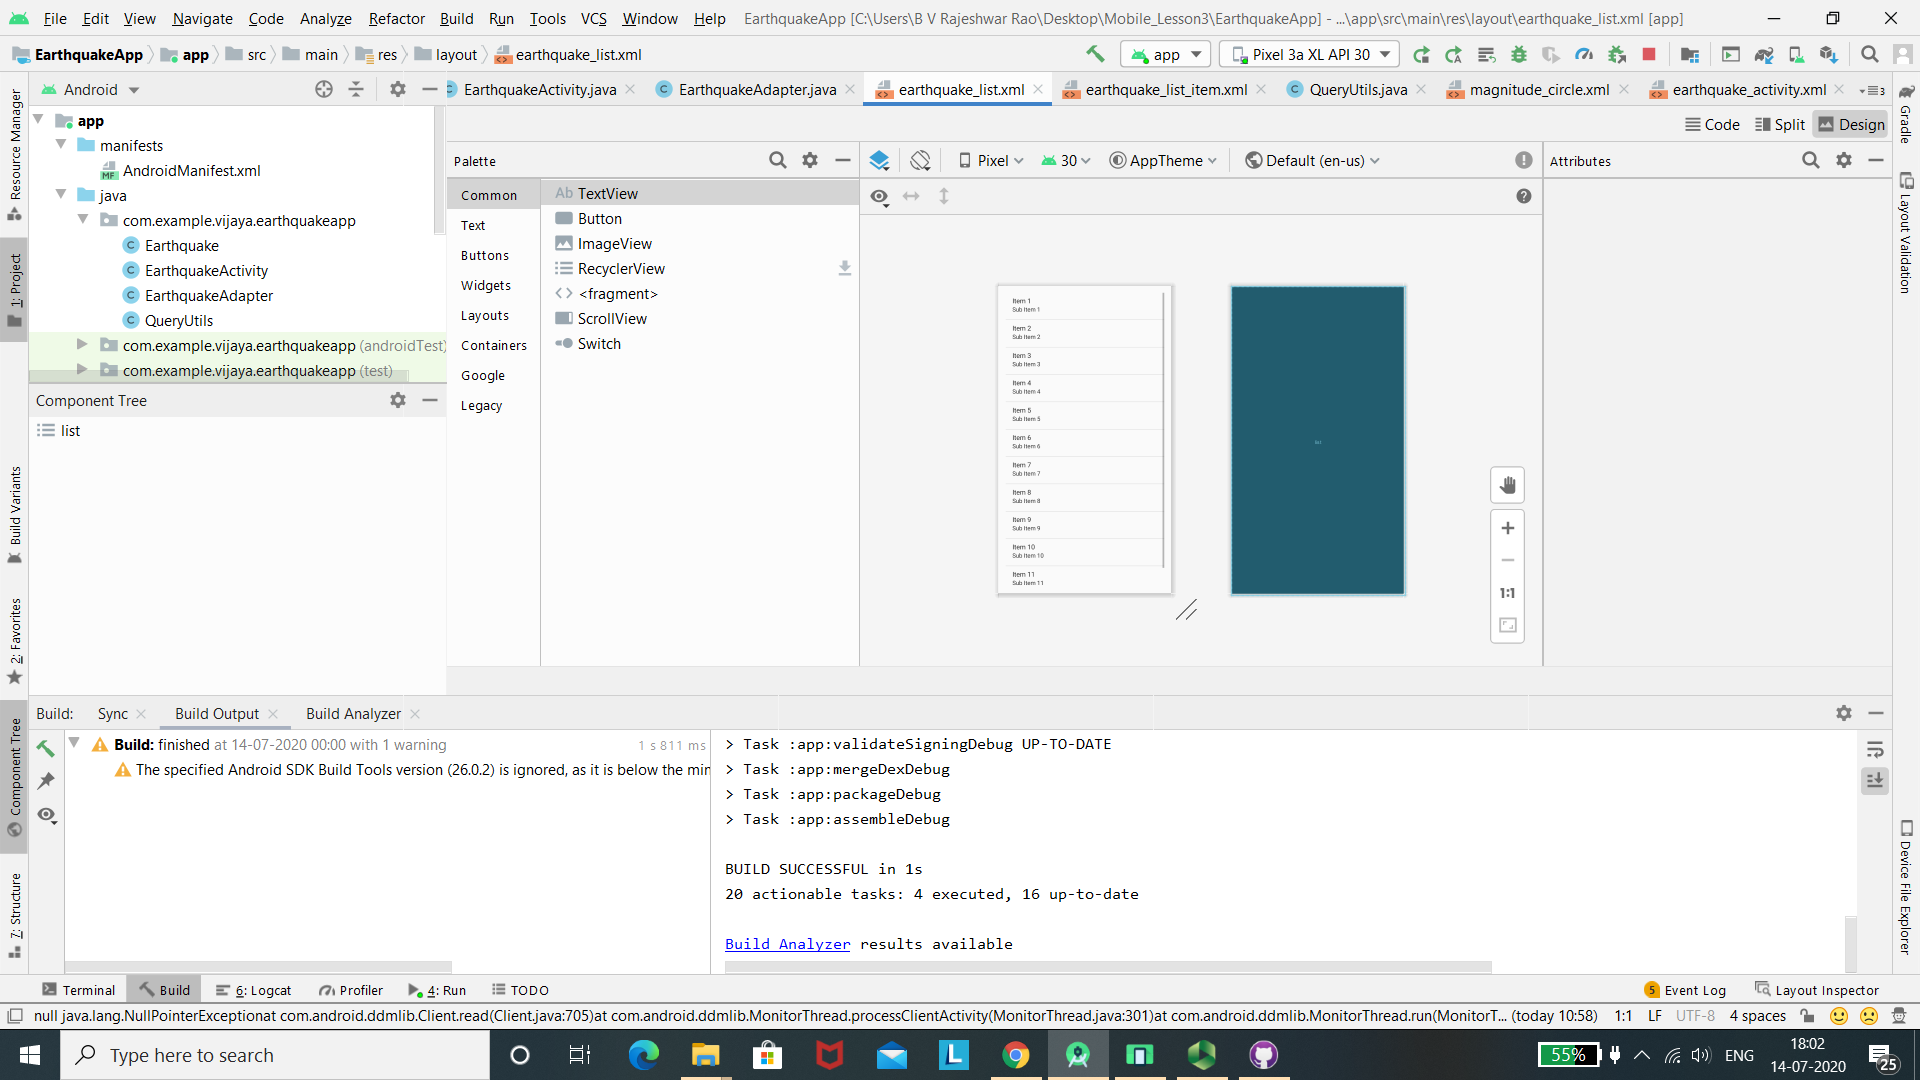 File Edit View Navigate Code Analyze Refactor Build Run Tools VCS Window Help EarthquakeApp [C:\Users\B V Rajeshwar Rao\Desktop\Mobile_Lesson3\EarthquakeApp] - ...\app\src\main\res\layout\earthquake_list.xml [app]
EarthquakeApp app src main res layout earthquake_list.xml app Pixel 3a XL API 30
Android EarthquakeActivity.java EarthquakeAdapter.java earthquake_list.xml earthquake_list_item.xml QueryUtils.java magnitude_circle.xml earthquake_activity.xml 3
Code Split Design
Resource Manager
1: Project
Build Variants
2: Favorites
Component Tree
7: Structure
app
manifests
MF AndroidManifest.xml
java
com.example.vijaya.earthquakeapp
C Earthquake
C EarthquakeActivity
C EarthquakeAdapter
C QueryUtils
com.example.vijaya.earthquakeapp (androidTest)
com.example.vijaya.earthquakeapp (test)
Component Tree
list
Palette
Common
Text
Buttons
Widgets
Layouts
Containers
Google
Legacy
Ab TextView
Button
ImageView
RecyclerView
<fragment>
ScrollView
Switch
Pixel 30 AppTheme Default (en-us)
Attributes
Item 1
Sub Item 1
Item 2
Sub Item 2
Item 3
Sub Item 3
Item 4
Sub Item 4
Item 5
Sub Item 5
Item 6
Sub Item 6
Item 7
Sub Item 7
Item 8
Sub Item 8
Item 9
Sub Item 9
Item 10
Sub Item 10
Item 11
Sub Item 11
1:1
Gradle
Layout Validation
Device File Explorer
Build: Sync Build Output Build Analyzer
Build: finished at 14-07-2020 00:00 with 1 warning 1 s 811 ms
The specified Android SDK Build Tools version (26.0.2) is ignored, as it is below the mir
> Task :app:validateSigningDebug UP-TO-DATE
> Task :app:mergeDexDebug
> Task :app:packageDebug
> Task :app:assembleDebug
BUILD SUCCESSFUL in 1s
20 actionable tasks: 4 executed, 16 up-to-date
Build Analyzer results available
Terminal Build 6: Logcat Profiler 4: Run TODO 5 Event Log Layout Inspector
null java.lang.NullPointerExceptionat com.android.ddmlib.Client.read(Client.java:705)at com.android.ddmlib.MonitorThread.processClientActivity(MonitorThread.java:301)at com.android.ddmlib.MonitorThread.run(MonitorT... (today 10:58) 1:1 LF UTF-8 4 spaces
Type here to search L 55% ENG 18:02
14-07-2020 25